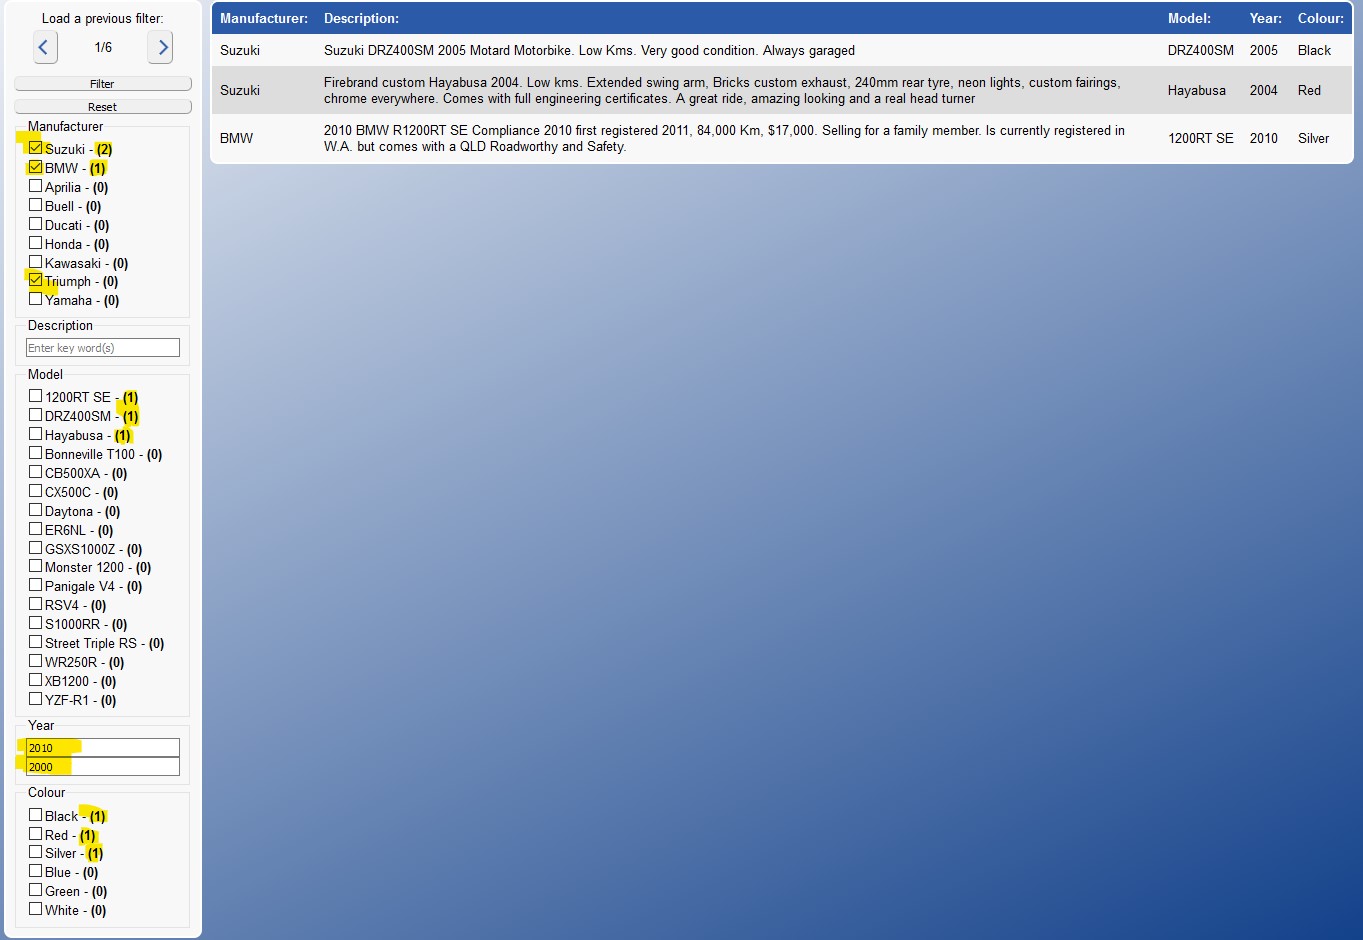 Load a previous filter:
1/6
Filter
Reset
Manufacturer
Suzuki - (2)
BMW - (1)
Aprilia - (0)
Buell - (0)
Ducati - (0)
Honda - (0)
Kawasaki - (0)
Triumph - (0)
Yamaha - (0)
Description
Enter key word(s)
Model
1200RT SE - (1)
DRZ400SM - (1)
Hayabusa - (1)
Bonneville T100 - (0)
CB500XA - (0)
CX500C - (0)
Daytona - (0)
ER6NL - (0)
GSXS1000Z - (0)
Monster 1200 - (0)
Panigale V4 - (0)
RSV4 - (0)
S1000RR - (0)
Street Triple RS - (0)
WR250R - (0)
XB1200 - (0)
YZF-R1 - (0)
Year
2010
2000
Colour
Black - (1)
Red - (1)
Silver - (1)
Blue - (0)
Green - (0)
White - (0)
Manufacturer: Description: Model: Year: Colour:
Suzuki Suzuki DRZ400SM 2005 Motard Motorbike. Low Kms. Very good condition. Always garaged DRZ400SM 2005 Black
Suzuki Firebrand custom Hayabusa 2004. Low kms. Extended swing arm, Bricks custom exhaust, 240mm rear tyre, neon lights, custom fairings, Hayabusa 2004 Red
chrome everywhere. Comes with full engineering certificates. A great ride, amazing looking and a real head turner
BMW 2010 BMW R1200RT SE Compliance 2010 first registered 2011, 84,000 Km, $17,000. Selling for a family member. Is currently registered in 1200RT SE 2010 Silver
W.A. but comes with a QLD Roadworthy and Safety.